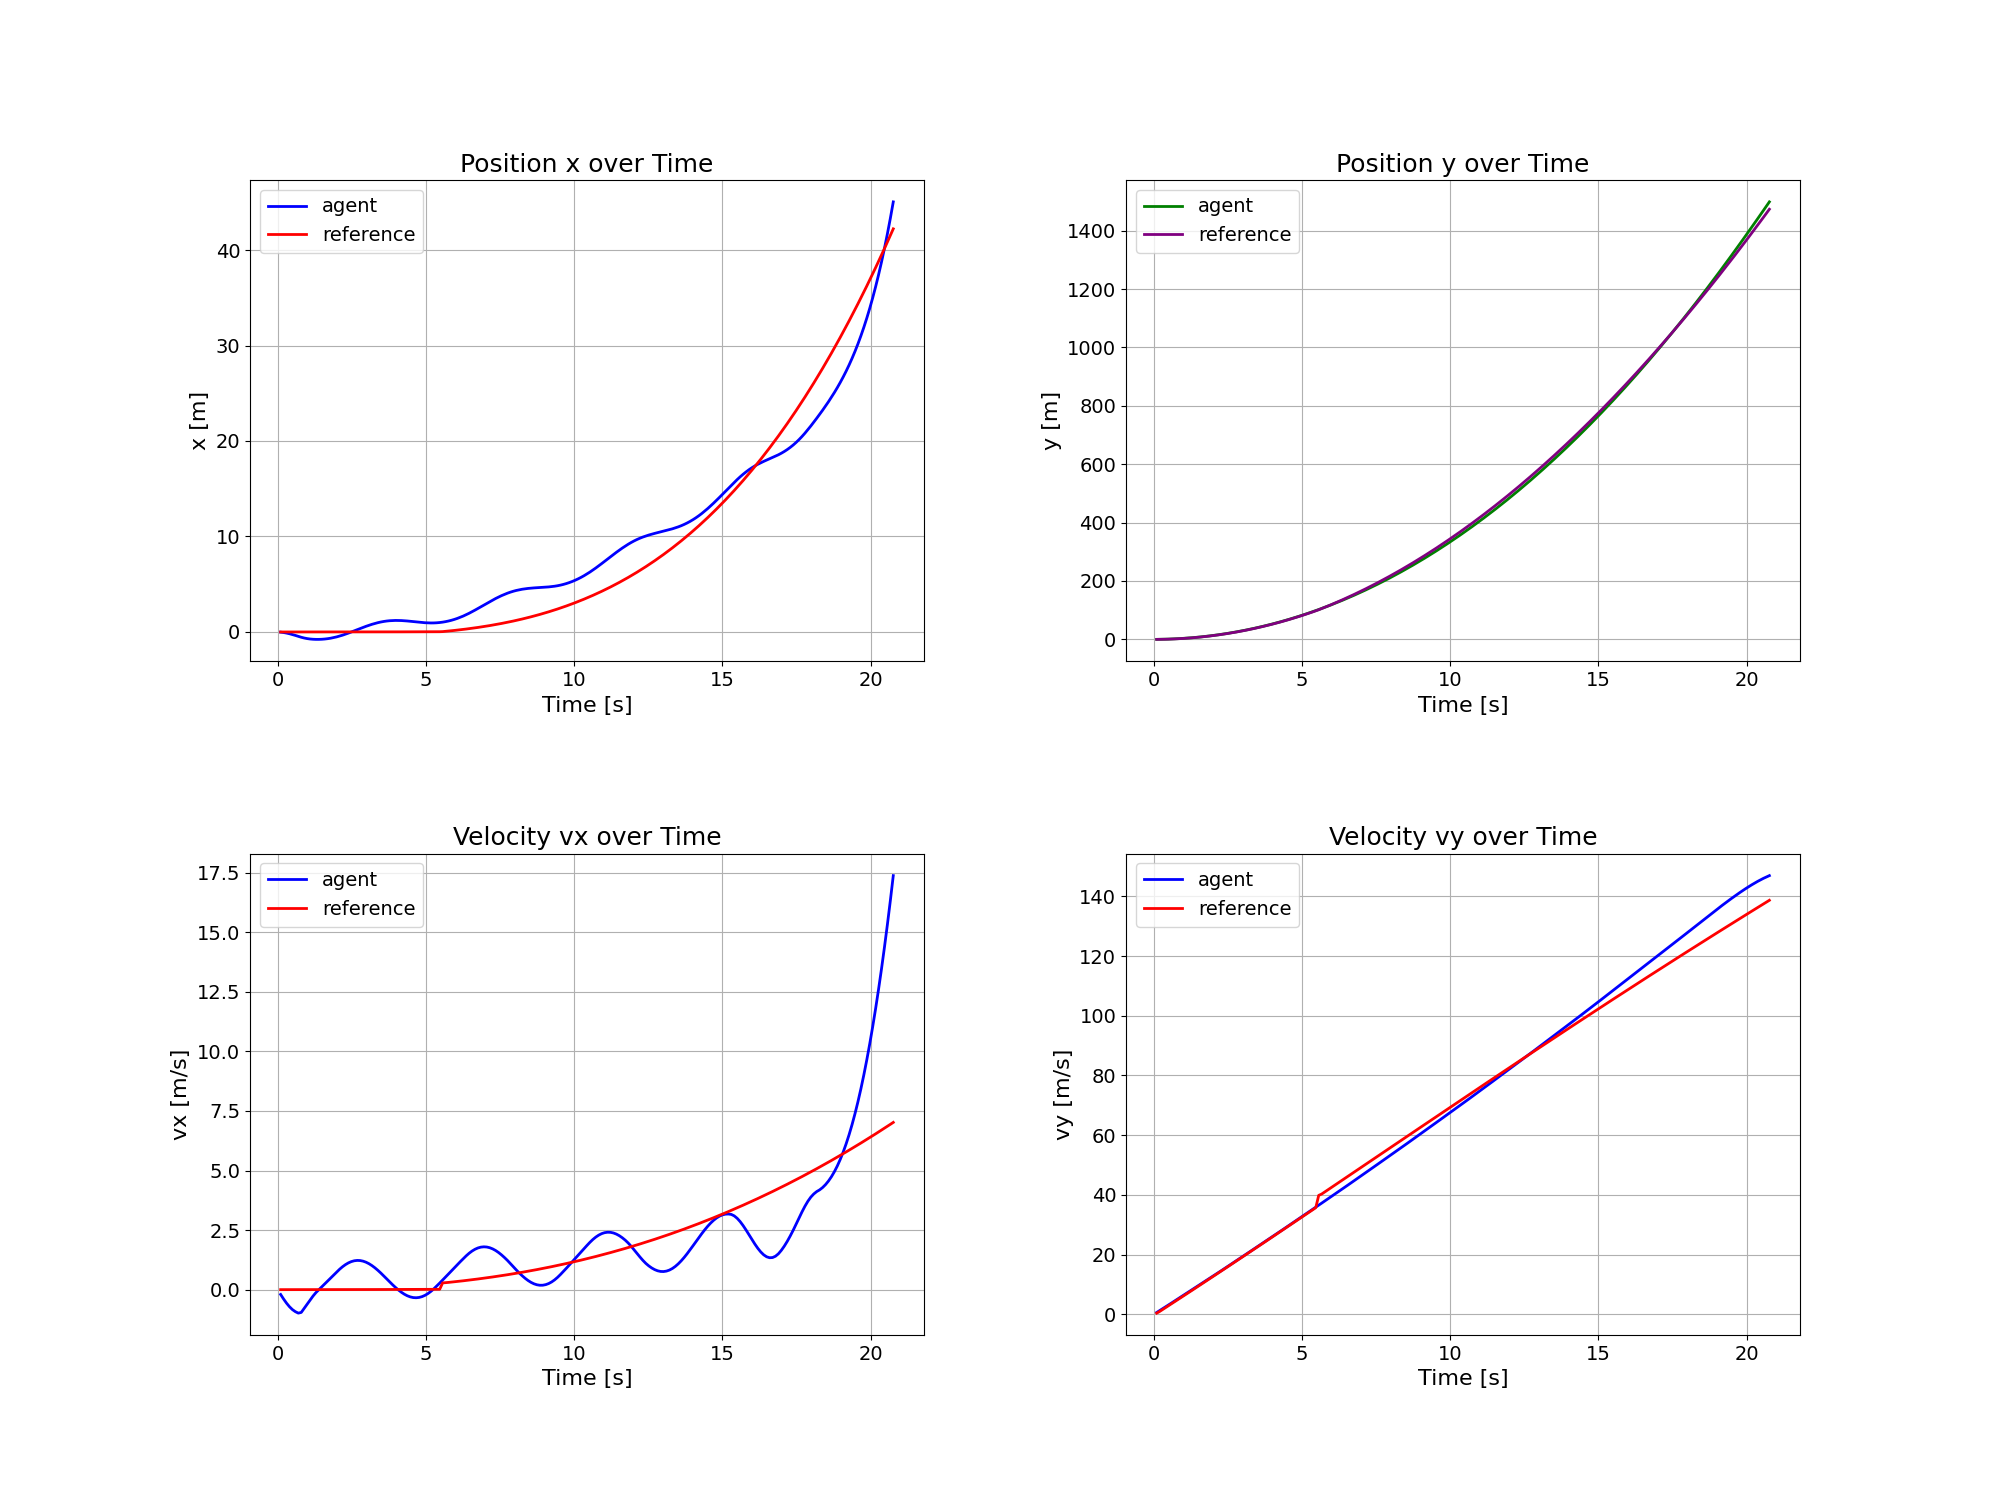 Position x over Time
agent
reference
x [m]
40
30
20
10
0
0 5 10 15 20
Time [s]
Position y over Time
agent
reference
y [m]
1400
1200
1000
800
600
400
200
0
0 5 10 15 20
Time [s]
Velocity vx over Time
agent
reference
vx [m/s]
17.5
15.0
12.5
10.0
7.5
5.0
2.5
0.0
0 5 10 15 20
Time [s]
Velocity vy over Time
agent
reference
vy [m/s]
140
120
100
80
60
40
20
0
0 5 10 15 20
Time [s]